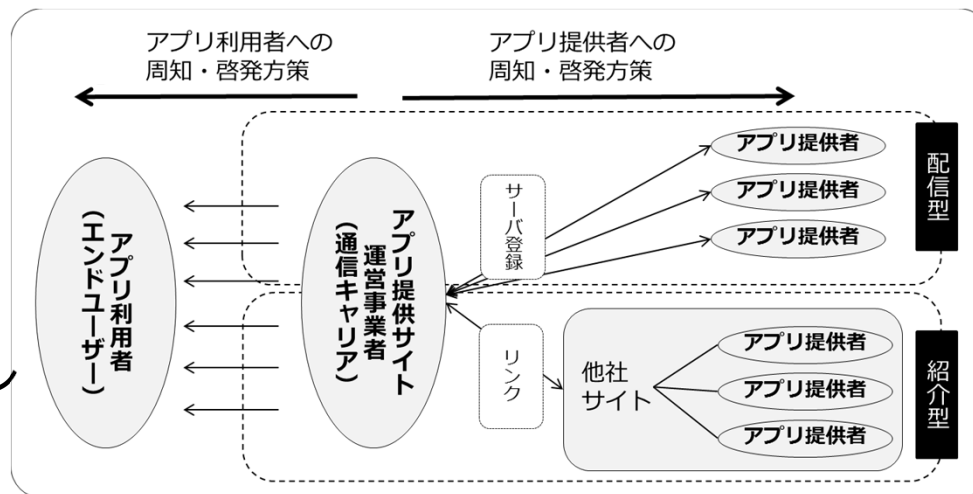 アプリ利用者への
周知・啓発方策
アプリ提供者への
周知・啓発方策
アプリ利用者
(エンドユーザー)
アプリ提供サイト
運営事業者
(通信キャリア)
サーバ登録
アプリ提供者
アプリ提供者
アプリ提供者
配信型
リンク
他社
サイト
アプリ提供者
アプリ提供者
アプリ提供者
紹介型